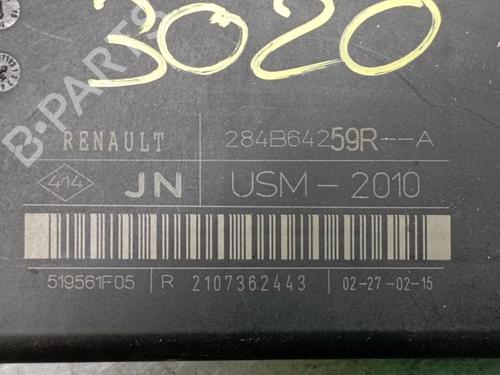 3020
B-PARTS
RENAULT 284B64259R--A
414 JN USM-2010
519561F05 R 2107362443 02-27-02-15